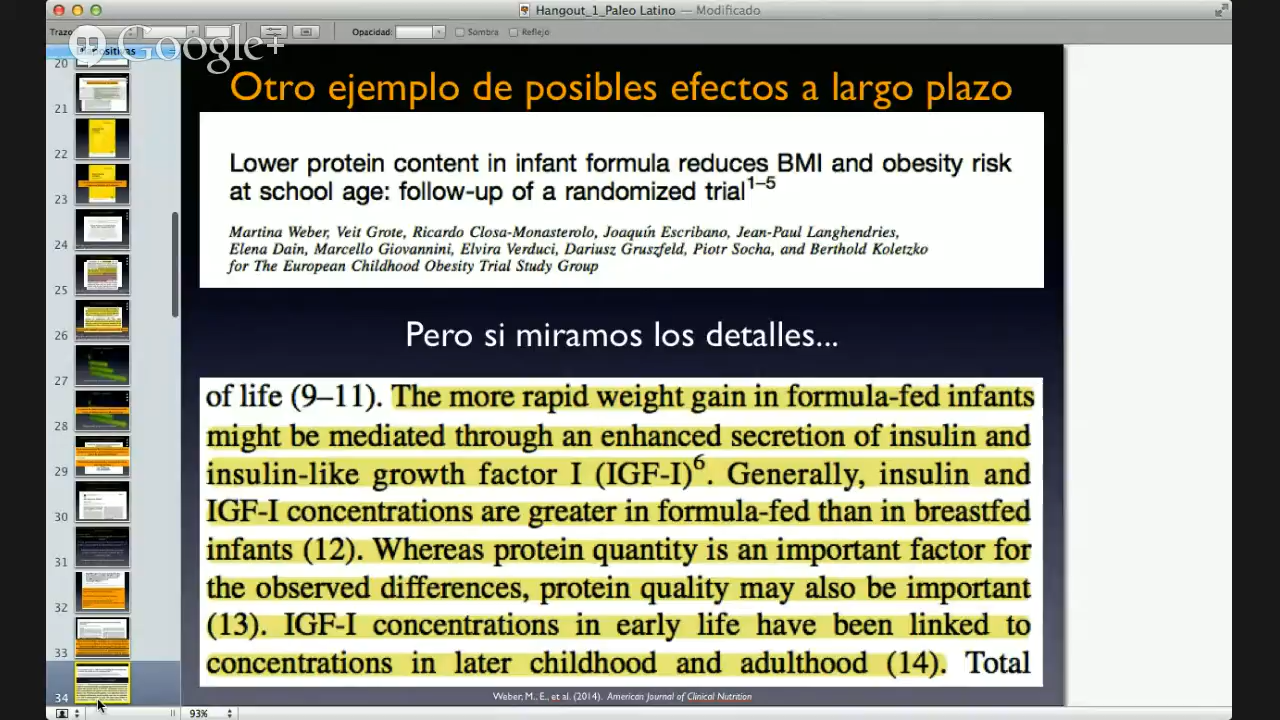 Hangout_1_Paleo Latino — Modificado
Trazo
Opacidad:
Sombra
Reflejo
Google+
Diapositivas
20
21
22
23
24
25
26
27
28
29
30
31
32
33
34
Otro ejemplo de posibles efectos a largo plazo
Lower protein content in infant formula reduces BMI and obesity risk
at school age: follow-up of a randomized trial1–5
Martina Weber, Veit Grote, Ricardo Closa-Monasterolo, Joaquín Escribano, Jean-Paul Langhendries,
Elena Dain, Marcello Giovannini, Elvira Verduci, Dariusz Gruszfeld, Piotr Socha, and Berthold Koletzko
for The European Childhood Obesity Trial Study Group
Pero si miramos los detalles...
of life (9–11). The more rapid weight gain in formula-fed infants
might be mediated through an enhanced secretion of insulin and
insulin-like growth factor I (IGF-I)6. Generally, insulin and
IGF-I concentrations are greater in formula-fed than in breastfed
infants (12). Whereas protein quantity is an important factor for
the observed differences, protein quality may also be important
(13). IGF-I concentrations in early life have been linked to
concentrations in later childhood and adulthood (14). Total
Weber, M. E., et al. (2014). American Journal of Clinical Nutrition
93%